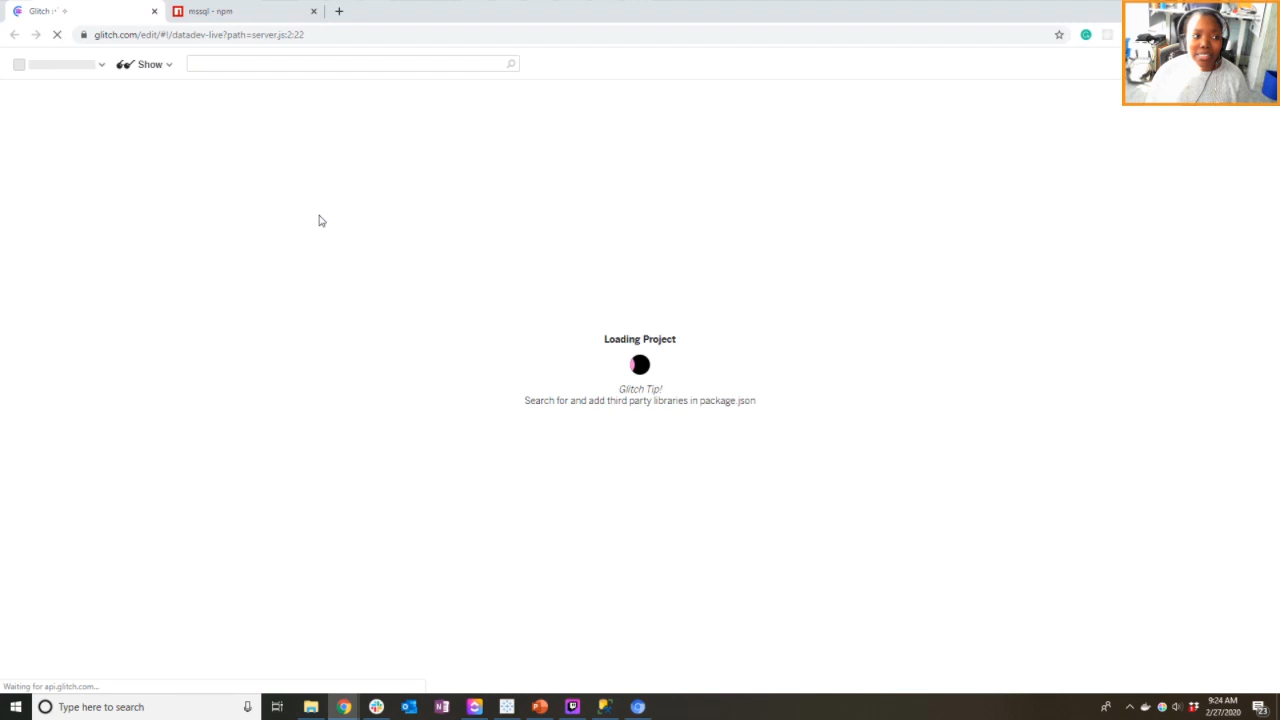 Glitch :·ﾟ✧
mssql - npm
glitch.com/edit/#!/datadev-live?path=server.js:2:22
Show
Loading Project
Glitch Tip!
Search for and add third party libraries in package.json
Waiting for api.glitch.com...
Type here to search
9:24 AM
2/27/2020
23